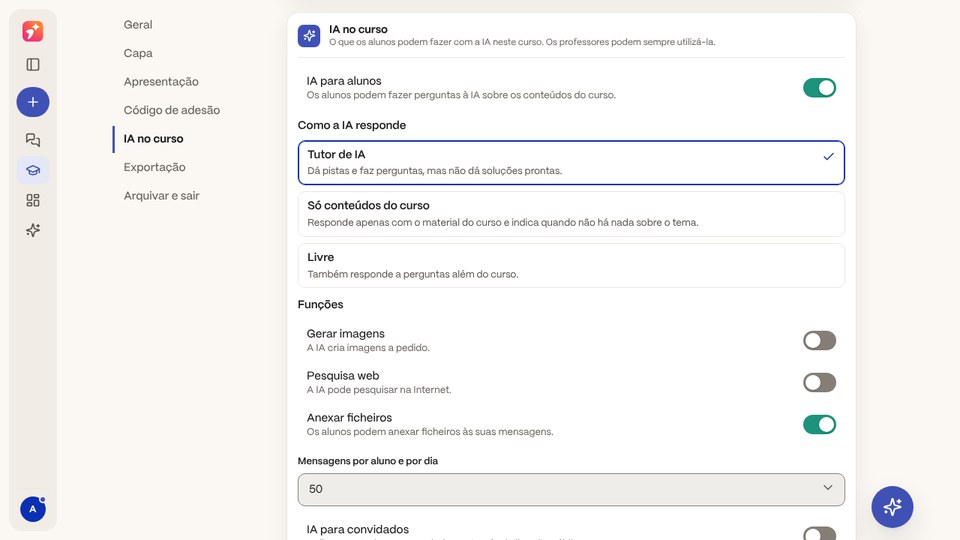 Geral
Capa
Apresentação
Código de adesão
IA no curso
Exportação
Arquivar e sair
A
IA no curso
O que os alunos podem fazer com a IA neste curso. Os professores podem sempre utilizá-la.
IA para alunos
Os alunos podem fazer perguntas à IA sobre os conteúdos do curso.
Como a IA responde
Tutor de IA
Dá pistas e faz perguntas, mas não dá soluções prontas.
Só conteúdos do curso
Responde apenas com o material do curso e indica quando não há nada sobre o tema.
Livre
Também responde a perguntas além do curso.
Funções
Gerar imagens
A IA cria imagens a pedido.
Pesquisa web
A IA pode pesquisar na Internet.
Anexar ficheiros
Os alunos podem anexar ficheiros às suas mensagens.
Mensagens por aluno e por dia
50
IA para convidados